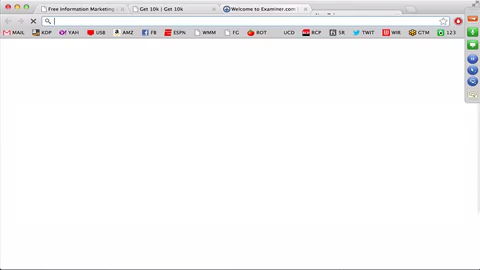 Free Information Marketing
Get 10k | Get 10k
Welcome to Examiner.com |
MAIL KDP YAH USB AMZ FB ESPN WMM FG ROT UCD RCP SR TWIT WIR GTM 123